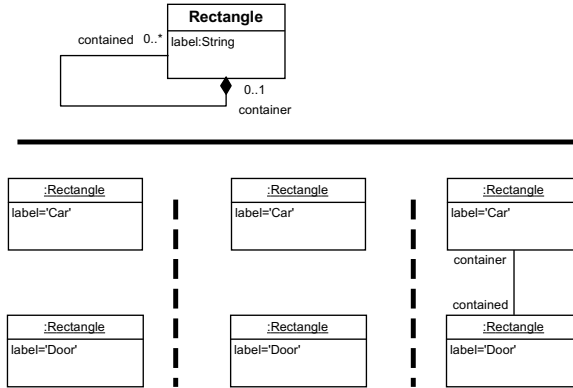 Rectangle
contained 0..* label:String
0..1
container
:Rectangle :Rectangle :Rectangle
label='Car' label='Car' label='Car'
container
contained
:Rectangle :Rectangle :Rectangle
label='Door' label='Door' label='Door'